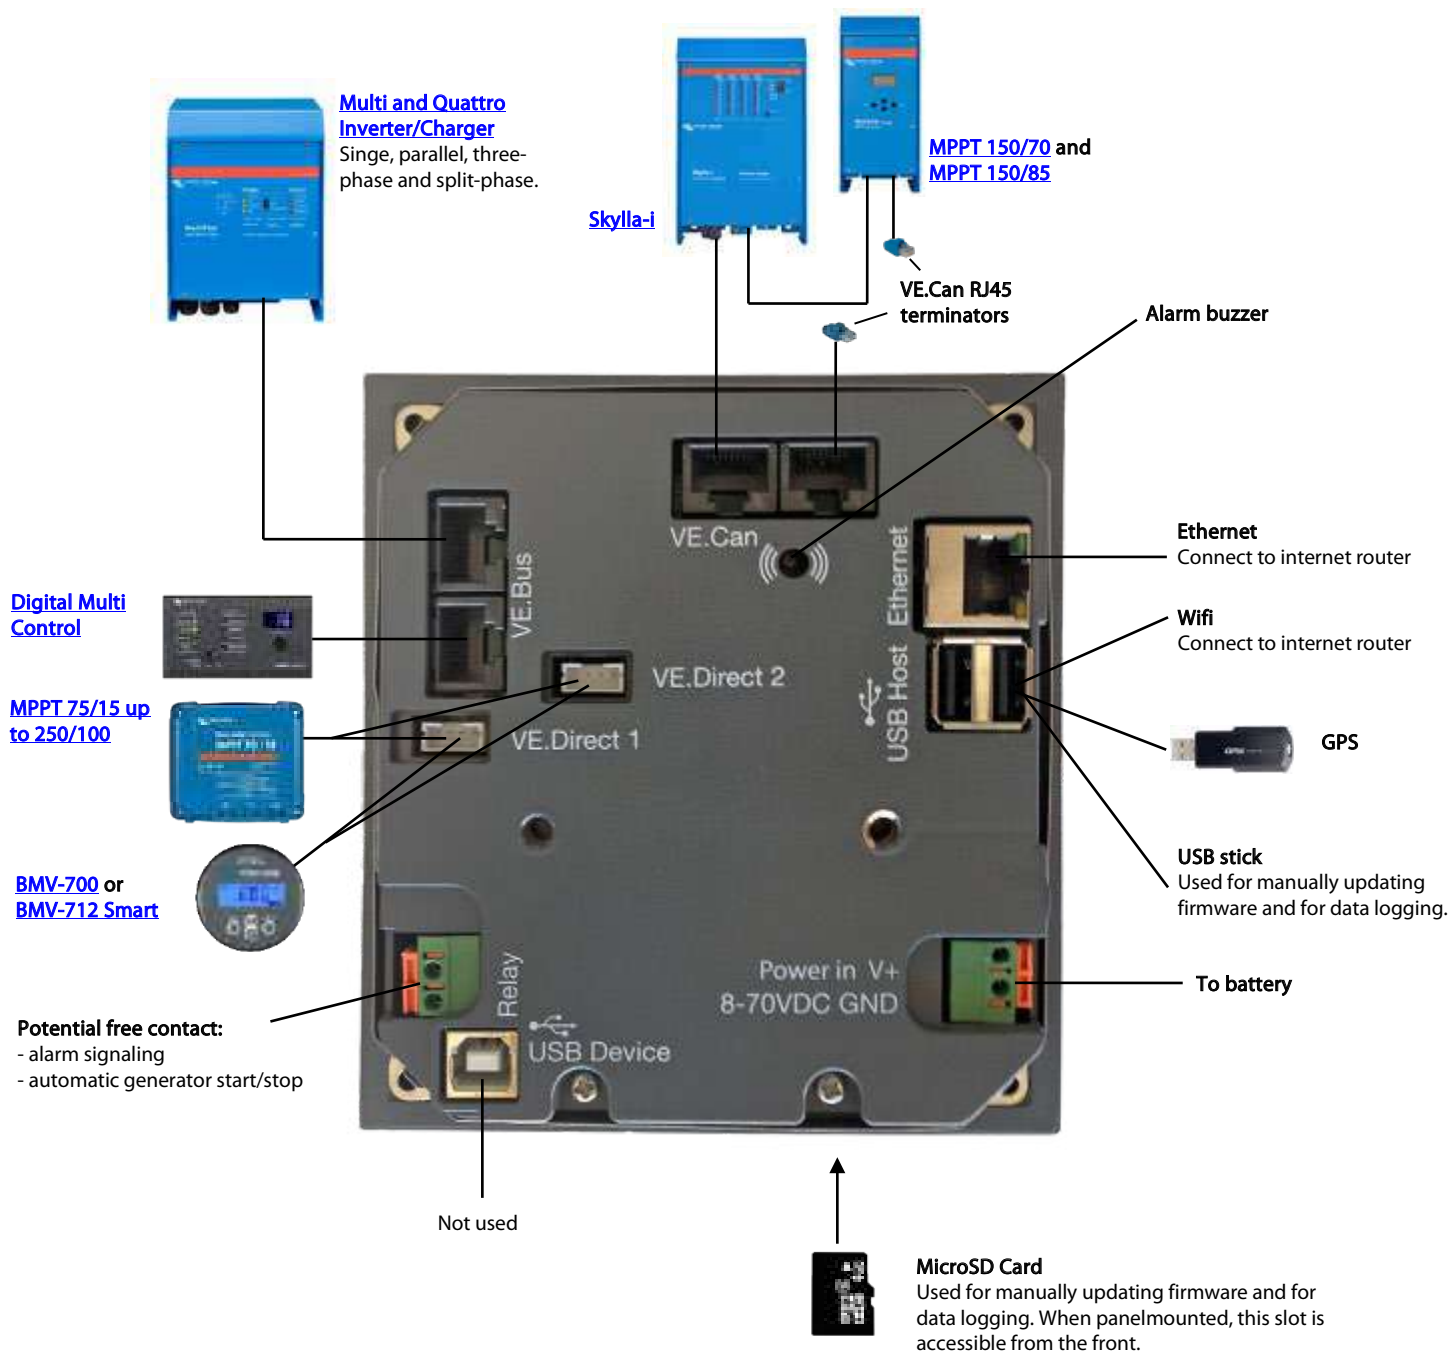 Multi and Quattro
Inverter/Charger
Singe, parallel, three-
phase and split-phase.
Skylla-i
MPPT 150/70 and
MPPT 150/85
VE.Can RJ45
terminators
Alarm buzzer
VE.Can
Ethernet
Connect to internet router
Ethernet
VE.Bus
Digital Multi
Control
Wifi
Connect to internet router
VE.Direct 2
USB Host
MPPT 75/15 up
to 250/100
VE.Direct 1
GPS
BMV-700 or
BMV-712 Smart
USB stick
Used for manually updating
firmware and for data logging.
Relay
Power in V+
8-70VDC GND
To battery
Potential free contact:
- alarm signaling
- automatic generator start/stop
USB Device
Not used
MicroSD Card
Used for manually updating firmware and for
data logging. When panelmounted, this slot is
accessible from the front.